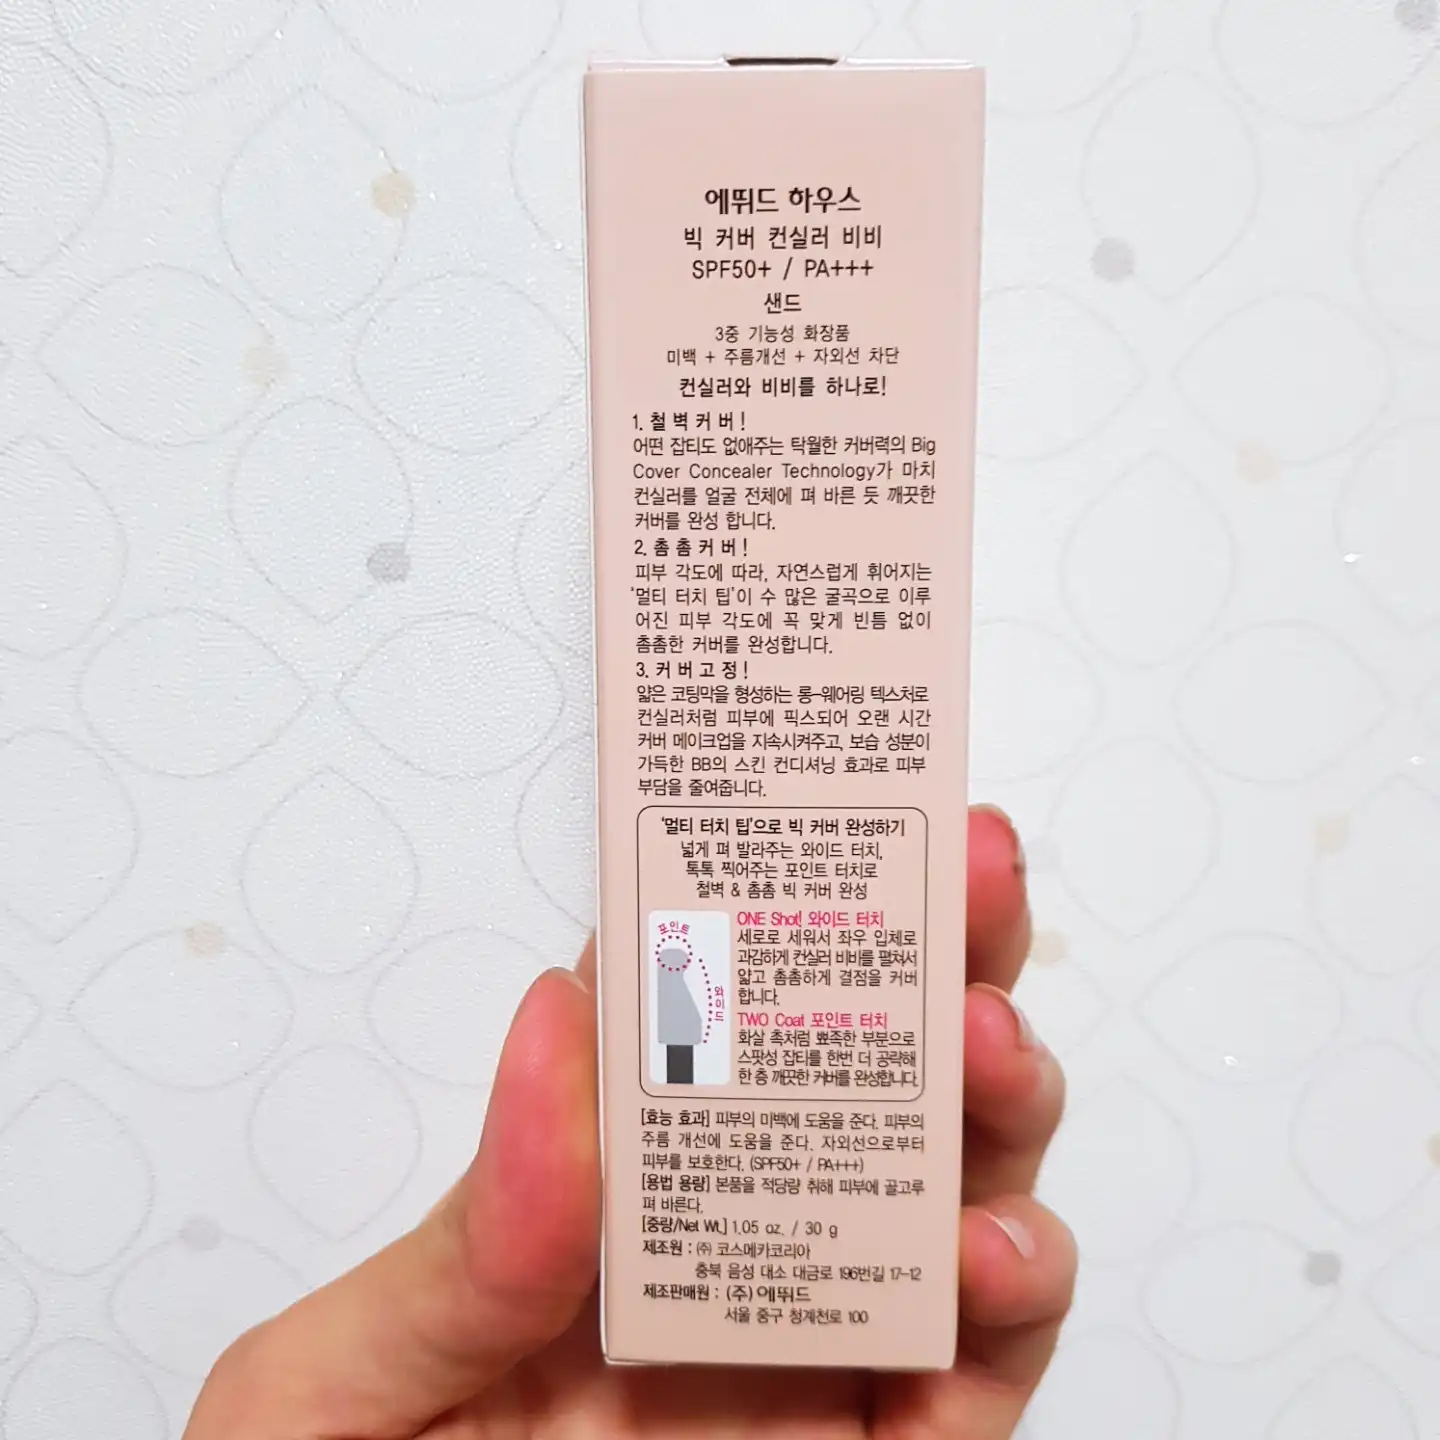 에뛰드 하우스
빅 커버 컨실러 비비
SPF50+ / PA+++
샌드
3중 기능성 화장품
미백 + 주름개선 + 자외선 차단
컨실러와 비비를 하나로!
1. 철벽커버!
어떤 잡티도 없애주는 탁월한 커버력의 Big
Cover Concealer Technology가 마치
컨실러를 얼굴 전체에 펴 바른 듯 깨끗한
커버를 완성 합니다.
2. 촘촘커버!
피부 각도에 따라, 자연스럽게 휘어지는
'멀티 터치 팁'이 수 많은 굴곡으로 이루
어진 피부 각도에 꼭 맞게 빈틈 없이
촘촘한 커버를 완성합니다.
3. 커버고정!
얇은 코팅막을 형성하는 롱-웨어링 텍스처로
컨실러처럼 피부에 픽스되어 오랜 시간
커버 메이크업을 지속시켜주고, 보습 성분이
가득한 BB의 스킨 컨디셔닝 효과로 피부
부담을 줄여줍니다.
'멀티 터치 팁'으로 빅 커버 완성하기
넓게 펴 발라주는 와이드 터치,
톡톡 찍어주는 포인트 터치로
철벽 & 촘촘 빅 커버 완성
포인트
와이드
ONE Shot! 와이드 터치
세로로 세워서 좌우 입체로
과감하게 컨실러 비비를 펼쳐서
얇고 촘촘하게 결점을 커버
합니다.
TWO Coat 포인트 터치
화살 촉처럼 뾰족한 부분으로
스팟성 잡티를 한번 더 공략해
한 층 깨끗한 커버를 완성합니다.
[효능 효과] 피부의 미백에 도움을 준다. 피부의
주름 개선에 도움을 준다. 자외선으로부터
피부를 보호한다. (SPF50+ / PA+++)
[용법 용량] 본품을 적당량 취해 피부에 골고루
펴 바른다.
[중량/Net Wt.] 1.05 oz. / 30 g
제조원 : ㈜ 코스메카코리아
충북 음성 대소 대금로 196번길 17-12
제조판매원 : (주) 에뛰드
서울 중구 청계천로 100